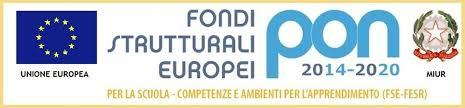 FONDI
STRUTTURALI
EUROPEI
pon
2014-2020
UNIONE EUROPEA
MIUR
PER LA SCUOLA - COMPETENZE E AMBIENTI PER L'APPRENDIMENTO (FSE-FESR)